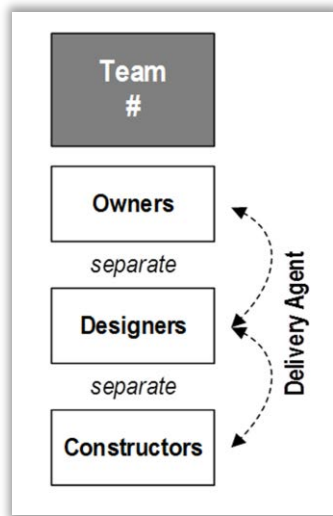 Team
#
Owners
separate
Designers
separate
Constructors
Delivery Agent